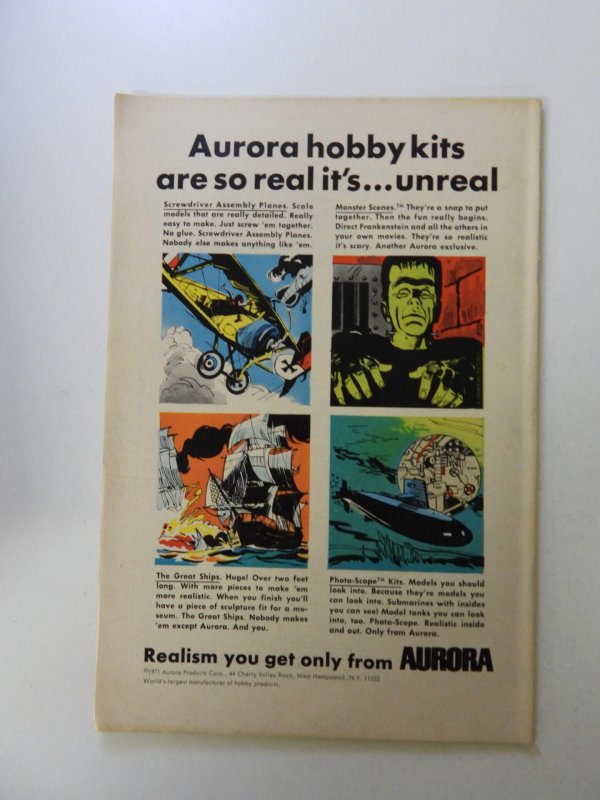 Aurora hobby kits
are so real it's...unreal
Screwdriver Assembly Planes. Scale
models that are really detailed. Really
easy to make. Just screw 'em together.
No glue. Screwdriver Assembly Planes.
Nobody else makes anything like 'em.
Monster Scenes.™ They're a snap to put
together. Then the fun really begins.
Direct Frankenstein and all the others in
your own movies. They're so realistic
it's scary. Another Aurora exclusive.
The Great Ships. Huge! Over two feet
long. With more pieces to make 'em
more realistic. When you finish you'll
have a piece of sculpture fit for a mu-
seum. The Great Ships. Nobody makes
'em except Aurora. And you.
Photo-Scope™ Kits. Models you should
look into. Because they're models you
can look into. Submarines with insides
you can see! Model tanks you can look
into, too. Photo-Scope. Realistic inside
and out. Only from Aurora.
Realism you get only from AURORA
©1971 Aurora Products Corp., 44 Cherry Valley Road, West Hempstead, N.Y. 11552
World's largest manufacturer of hobby products.